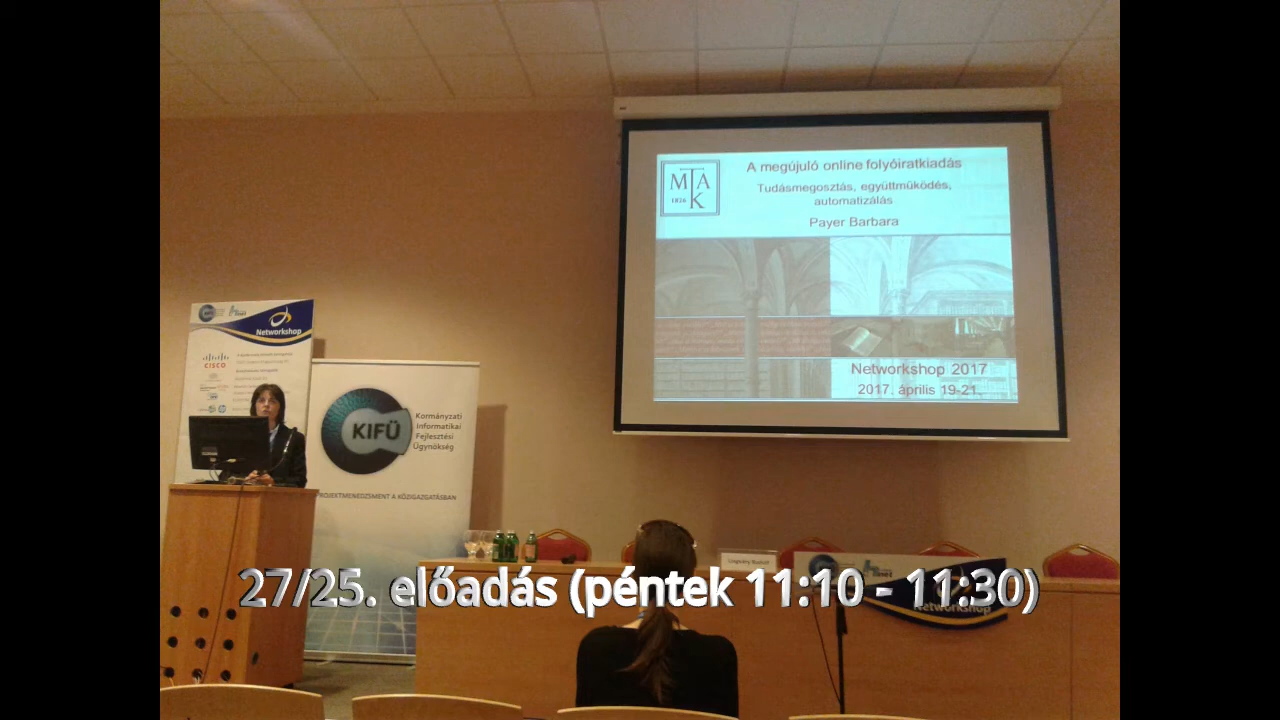 A megújuló online folyóiratkiadás
Tudásmegosztás, együttműködés,
automatizálás
Payer Barbara
MTAK
1826
Networkshop 2017
2017. április 19-21.
Networkshop
CISCO
hp
KIFÜ
Kormányzati
Informatikai
Fejlesztési
Ügynökség
PROJEKTMENEDZSMENT A KÖZIGAZGATÁSBAN
27/25. előadás (péntek 11:10 - 11:30)
Networkshop